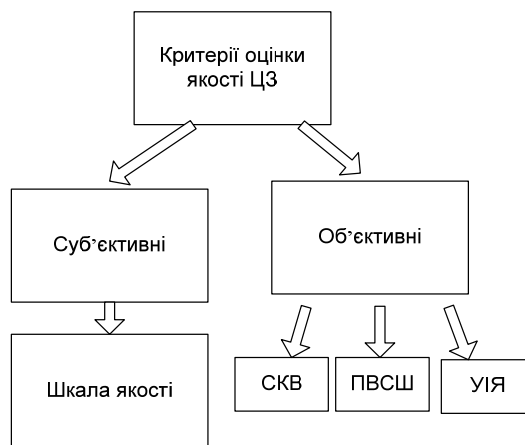 Критерії оцінки
якості ЦЗ
Суб’єктивні
Об’єктивні
Шкала якості
СКВ
ПВСШ
УІЯ